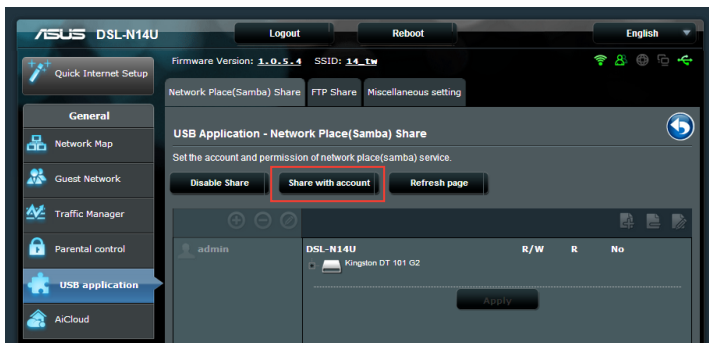 ASUS DSL-N14U Logout Reboot English
Quick Internet Setup
Firmware Version: 1.0.5.4 SSID: 14_tw
Network Place(Samba) Share FTP Share Miscellaneous setting
General
Network Map
Guest Network
Traffic Manager
Parental control
USB application
AiCloud
USB Application - Network Place(Samba) Share
Set the account and permission of network place(samba) service.
Disable Share Share with account Refresh page
admin DSL-N14U R/W R No
Kingston DT 101 G2
Apply